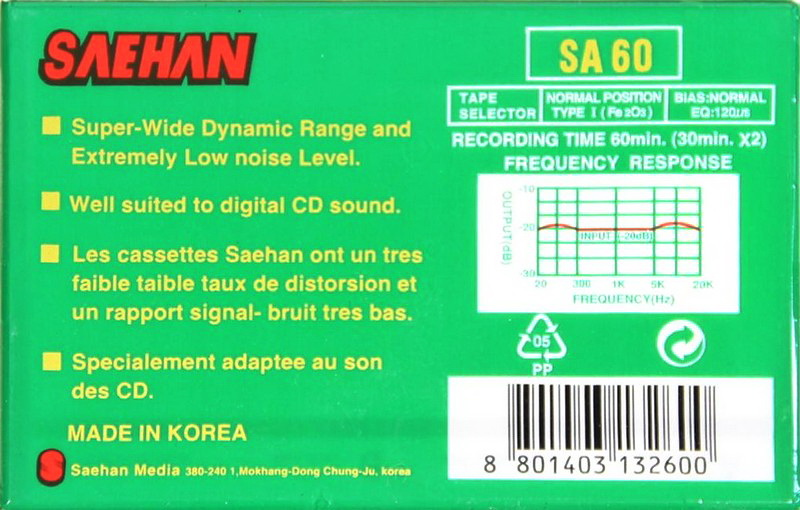 SAEHAN
Super-Wide Dynamic Range and
Extremely Low noise Level.
Well suited to digital CD sound.
Les cassettes Saehan ont un tres
faible taible taux de distorsion et
un rapport signal- bruit tres bas.
Specialement adaptee au son
des CD.
MADE IN KOREA
S Saehan Media 380-240 1,Mokhang-Dong Chung-Ju, korea
SA 60
TAPE SELECTOR
NORMAL POSITION
TYPE I (Fe2O3)
BIAS:NORMAL
EQ:120μs
RECORDING TIME 60min. (30min. X2)
FREQUENCY RESPONSE
OUTPUT(dB)
-10
-20
-30
INPUT (-20dB)
20 300 1K 5K 20K
FREQUENCY(Hz)
05
PP
8 801403 132600